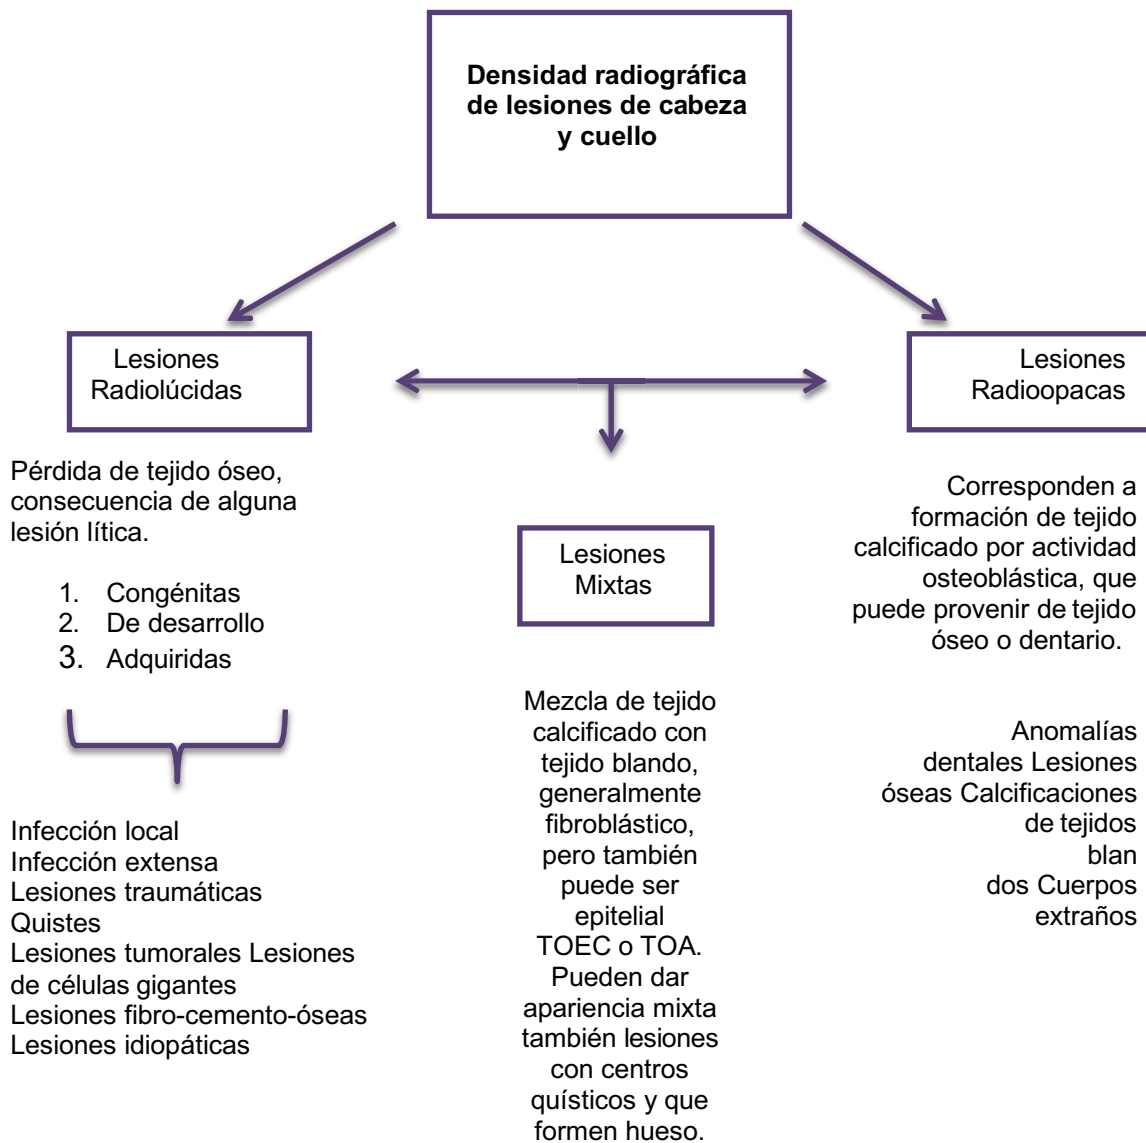 Densidad radiográfica
de lesiones de cabeza
y cuello
Lesiones
Radiolúcidas
Pérdida de tejido óseo,
consecuencia de alguna
lesión lítica.
1. Congénitas
2. De desarrollo
3. Adquiridas
Infección local
Infección extensa
Lesiones traumáticas
Quistes
Lesiones tumorales Lesiones
de células gigantes
Lesiones fibro-cemento-óseas
Lesiones idiopáticas
Lesiones
Mixtas
Mezcla de tejido
calcificado con
tejido blando,
generalmente
fibroblástico,
pero también
puede ser
epitelial
TOEC o TOA.
Pueden dar
apariencia mixta
también lesiones
con centros
quísticos y que
formen hueso.
Lesiones
Radioopacas
Corresponden a
formación de tejido
calcificado por actividad
osteoblástica, que
puede provenir de tejido
óseo o dentario.
Anomalías
dentales Lesiones
óseas Calcificaciones
de tejidos
blan
dos Cuerpos
extraños